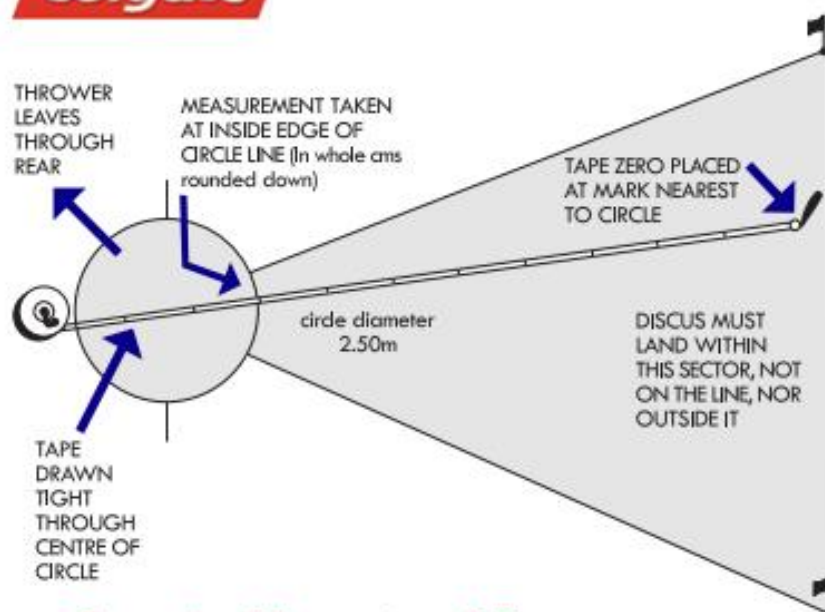 THROWER
LEAVES
THROUGH
REAR
MEASUREMENT TAKEN
AT INSIDE EDGE OF
CIRCLE LINE (In whole cms
rounded down)
TAPE ZERO PLACED
AT MARK NEAREST
TO CIRCLE
circle diameter
2.50m
DISCUS MUST
LAND WITHIN
THIS SECTOR, NOT
ON THE LINE, NOR
OUTSIDE IT
TAPE
DRAWN
TIGHT
THROUGH
CENTRE OF
CIRCLE